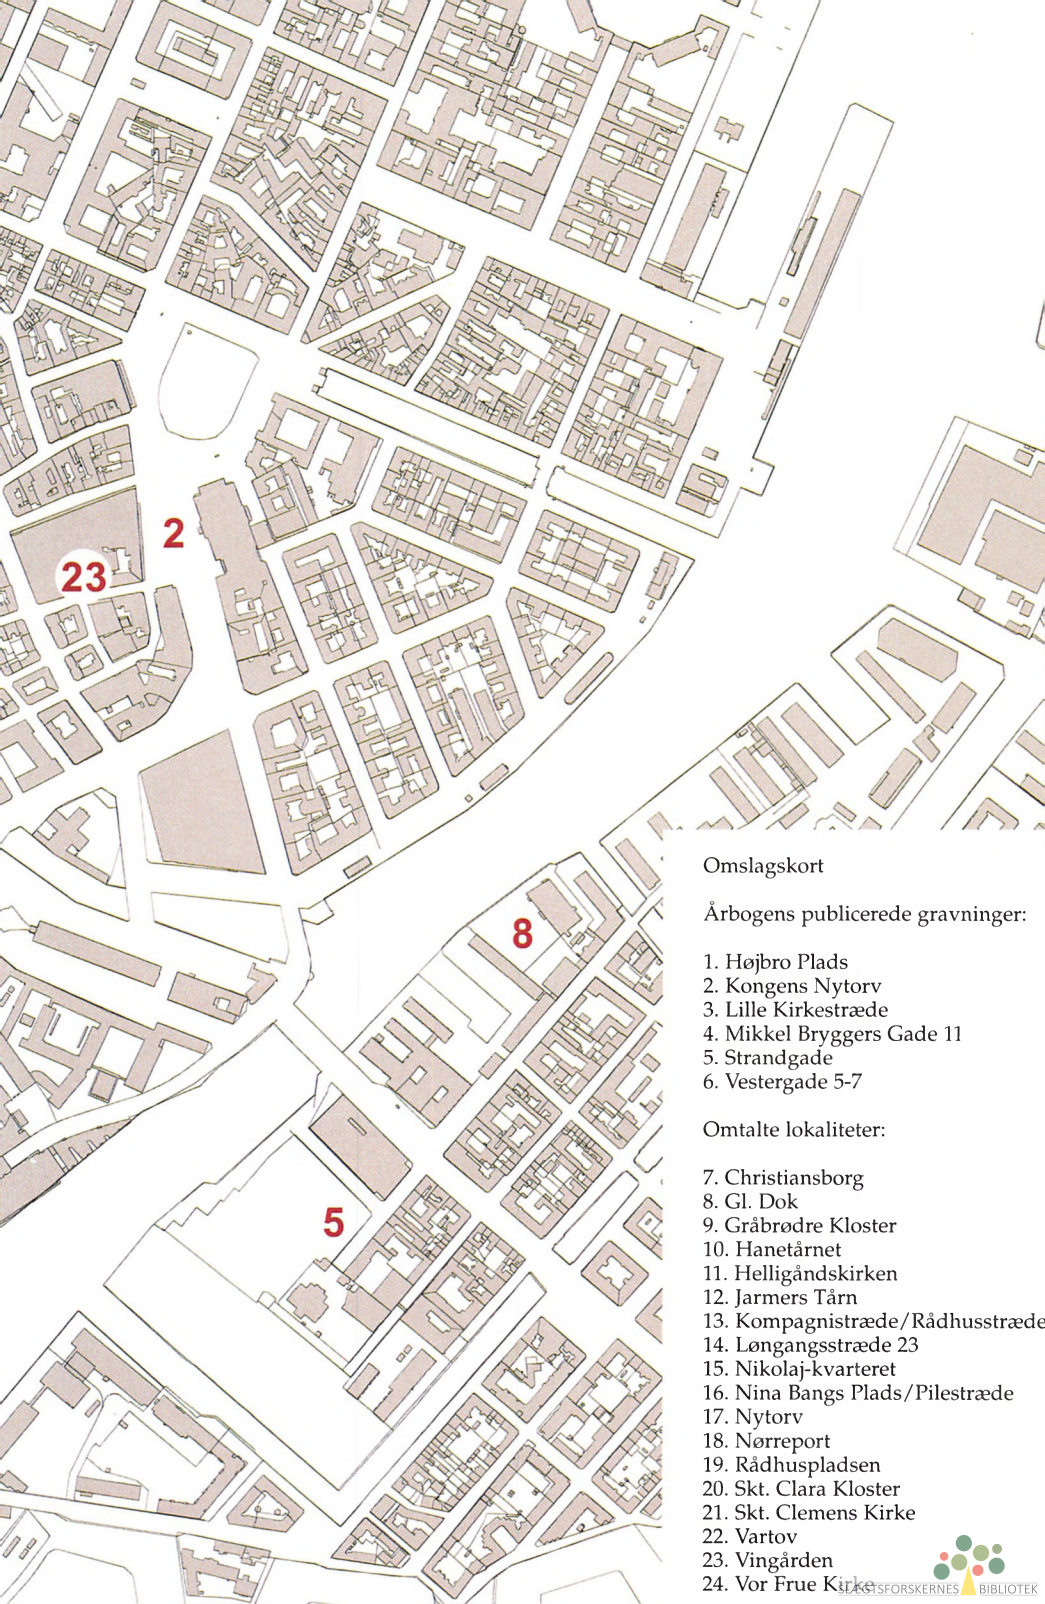 2
23
8
5
Omslagskort
Årbogens publicerede gravninger:
1. Højbro Plads
2. Kongens Nytorv
3. Lille Kirkestræde
4. Mikkel Bryggers Gade 11
5. Strandgade
6. Vestergade 5-7
Omtalte lokaliteter:
7. Christiansborg
8. Gl. Dok
9. Gråbrødre Kloster
10. Hanetårnet
11. Helligåndskirken
12. Jarmers Tårn
13. Kompagnistræde/Rådhusstræde
14. Løngangsstræde 23
15. Nikolaj-kvarteret
16. Nina Bangs Plads/Pilestræde
17. Nytorv
18. Nørreport
19. Rådhuspladsen
20. Skt. Clara Kloster
21. Skt. Clemens Kirke
22. Vartov
23. Vingården
24. Vor Frue Kirke
SLÆGTSFORSKERNES BIBLIOTEK